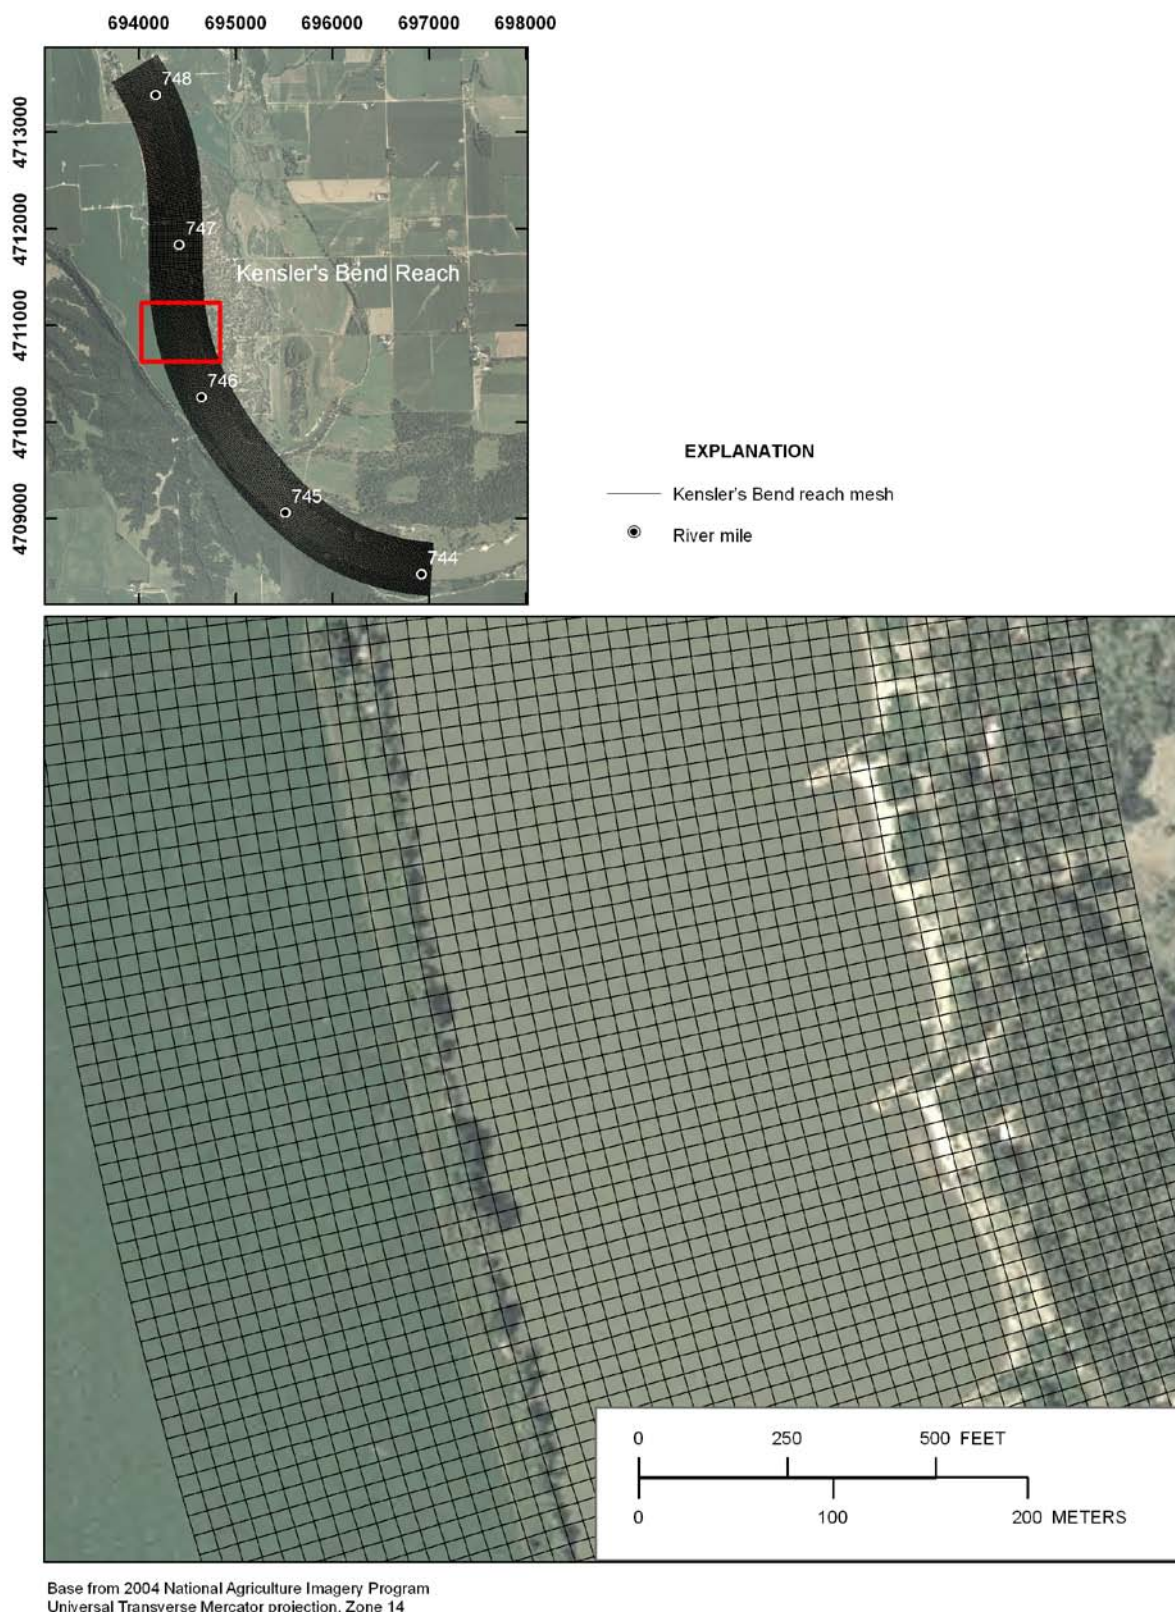 694000 695000 696000 697000 698000
4713000
4712000
4711000
4710000
4709000
748
747
Kensler's Bend Reach
746
745
744
EXPLANATION
Kensler's Bend reach mesh
River mile
0 250 500 FEET
0 100 200 METERS
Base from 2004 National Agriculture Imagery Program
Universal Transverse Mercator projection, Zone 14